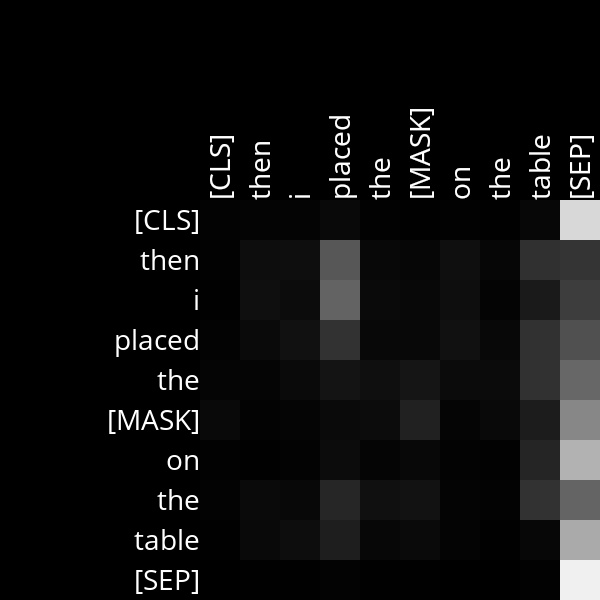 [CLS] then i placed the [MASK] on the table [SEP]
[CLS]
then
i
placed
the
[MASK]
on
the
table
[SEP]